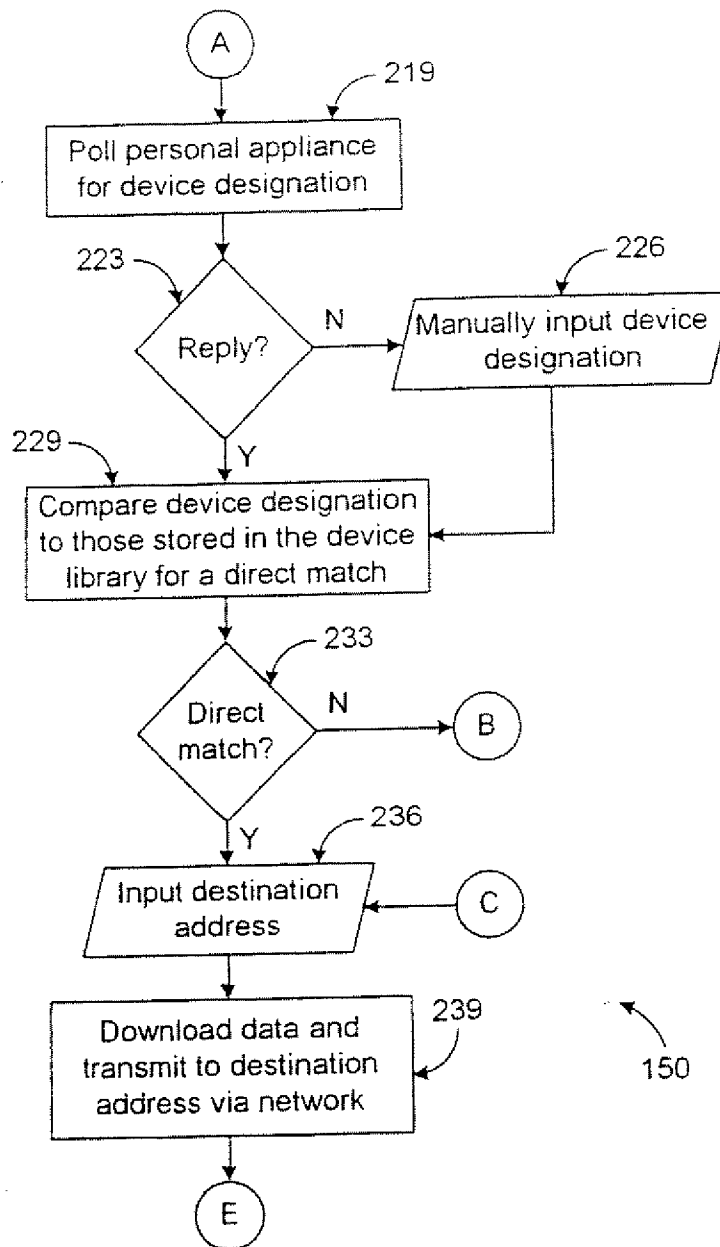 A
219
Poll personal appliance
for device designation
223
226
Reply?
N
Manually input device
designation
229
Y
Compare device designation
to those stored in the device
library for a direct match
233
Direct
match?
N
B
Y
236
Input destination
address
C
Download data and
transmit to destination
address via network
239
150
E